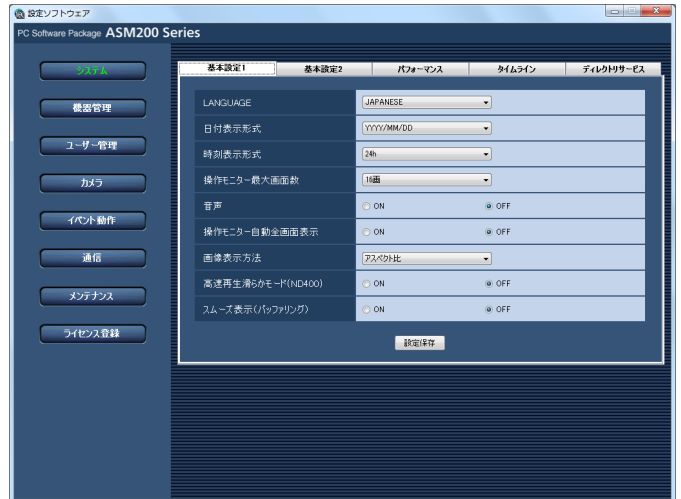 設定ソフトウェア
PC Software Package ASM200 Series
システム
機器管理
ユーザー管理
カメラ
イベント動作
通信
メンテナンス
ライセンス登録
基本設定1 基本設定2 パフォーマンス タイムライン ディレクトリサービス
LANGUAGE JAPANESE
日付表示形式 YYYY/MM/DD
時刻表示形式 24h
操作モニター最大画面数 16画
音声 ON OFF
操作モニター自動全画面表示 ON OFF
画像表示方法 アスペクト比
高速再生滑らかモード(ND400) ON OFF
スムーズ表示(バッファリング) ON OFF
設定保存